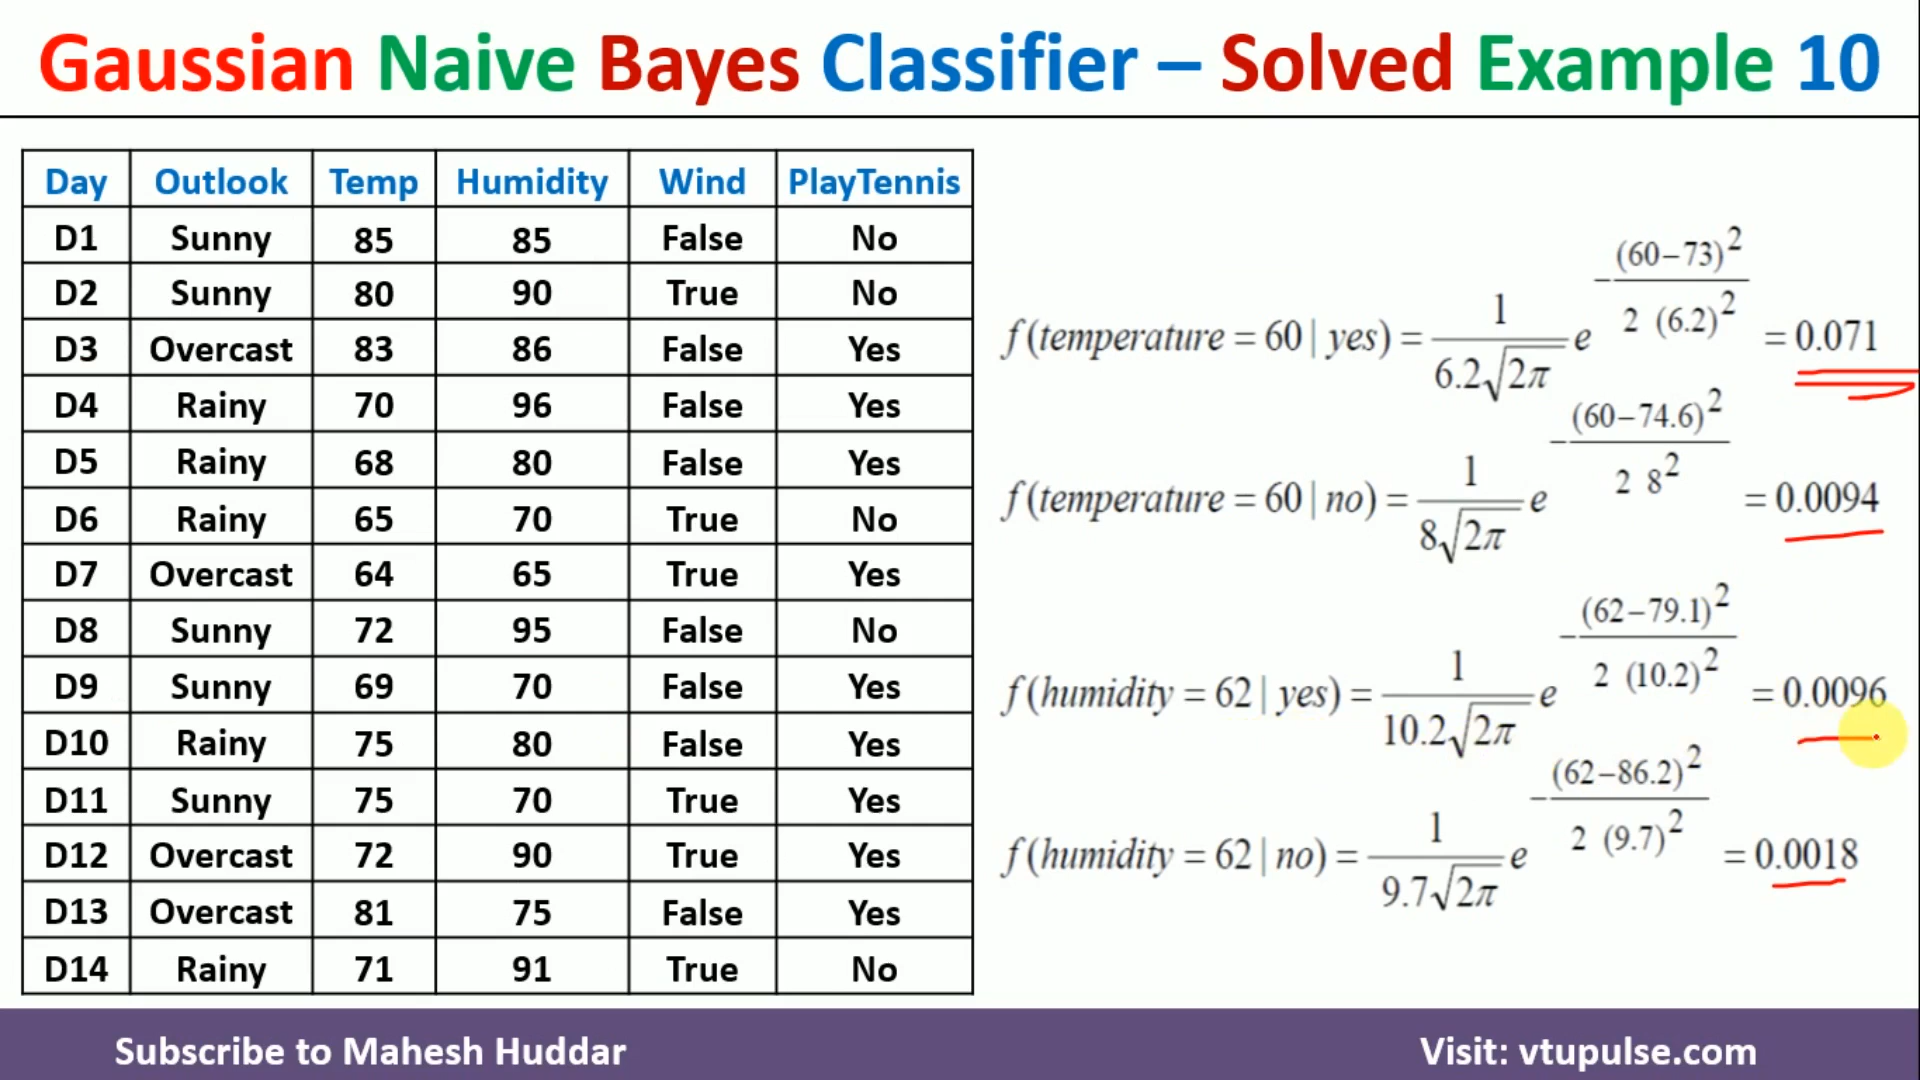 Gaussian Naive Bayes Classifier – Solved Example 10
Day Outlook Temp Humidity Wind PlayTennis
D1 Sunny 85 85 False No
D2 Sunny 80 90 True No
D3 Overcast 83 86 False Yes
D4 Rainy 70 96 False Yes
D5 Rainy 68 80 False Yes
D6 Rainy 65 70 True No
D7 Overcast 64 65 True Yes
D8 Sunny 72 95 False No
D9 Sunny 69 70 False Yes
D10 Rainy 75 80 False Yes
D11 Sunny 75 70 True Yes
D12 Overcast 72 90 True Yes
D13 Overcast 81 75 False Yes
D14 Rainy 71 91 True No
f(temperature = 60 | yes) = 1/(6.2√2π) e^(−(60−73)²/(2 (6.2)²)) = 0.071
f(temperature = 60 | no) = 1/(8√2π) e^(−(60−74.6)²/(2 8²)) = 0.0094
f(humidity = 62 | yes) = 1/(10.2√2π) e^(−(62−79.1)²/(2 (10.2)²)) = 0.0096
f(humidity = 62 | no) = 1/(9.7√2π) e^(−(62−86.2)²/(2 (9.7)²)) = 0.0018
Subscribe to Mahesh Huddar
Visit: vtupulse.com